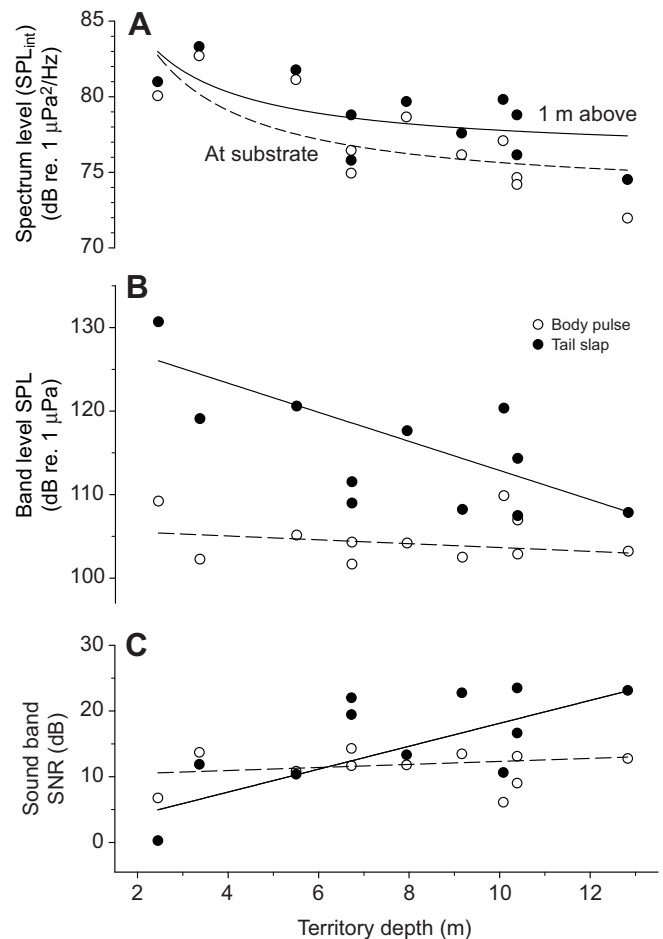 A
Spectrum level (SPLint)
(dB re. 1 μPa2/Hz)
85
80
75
70
1 m above
At substrate
B
Band level SPL
(dB re. 1 μPa)
130
120
110
100
Body pulse
Tail slap
C
Sound band
SNR (dB)
30
20
10
0
2
4
6
8
10
12
Territory depth (m)